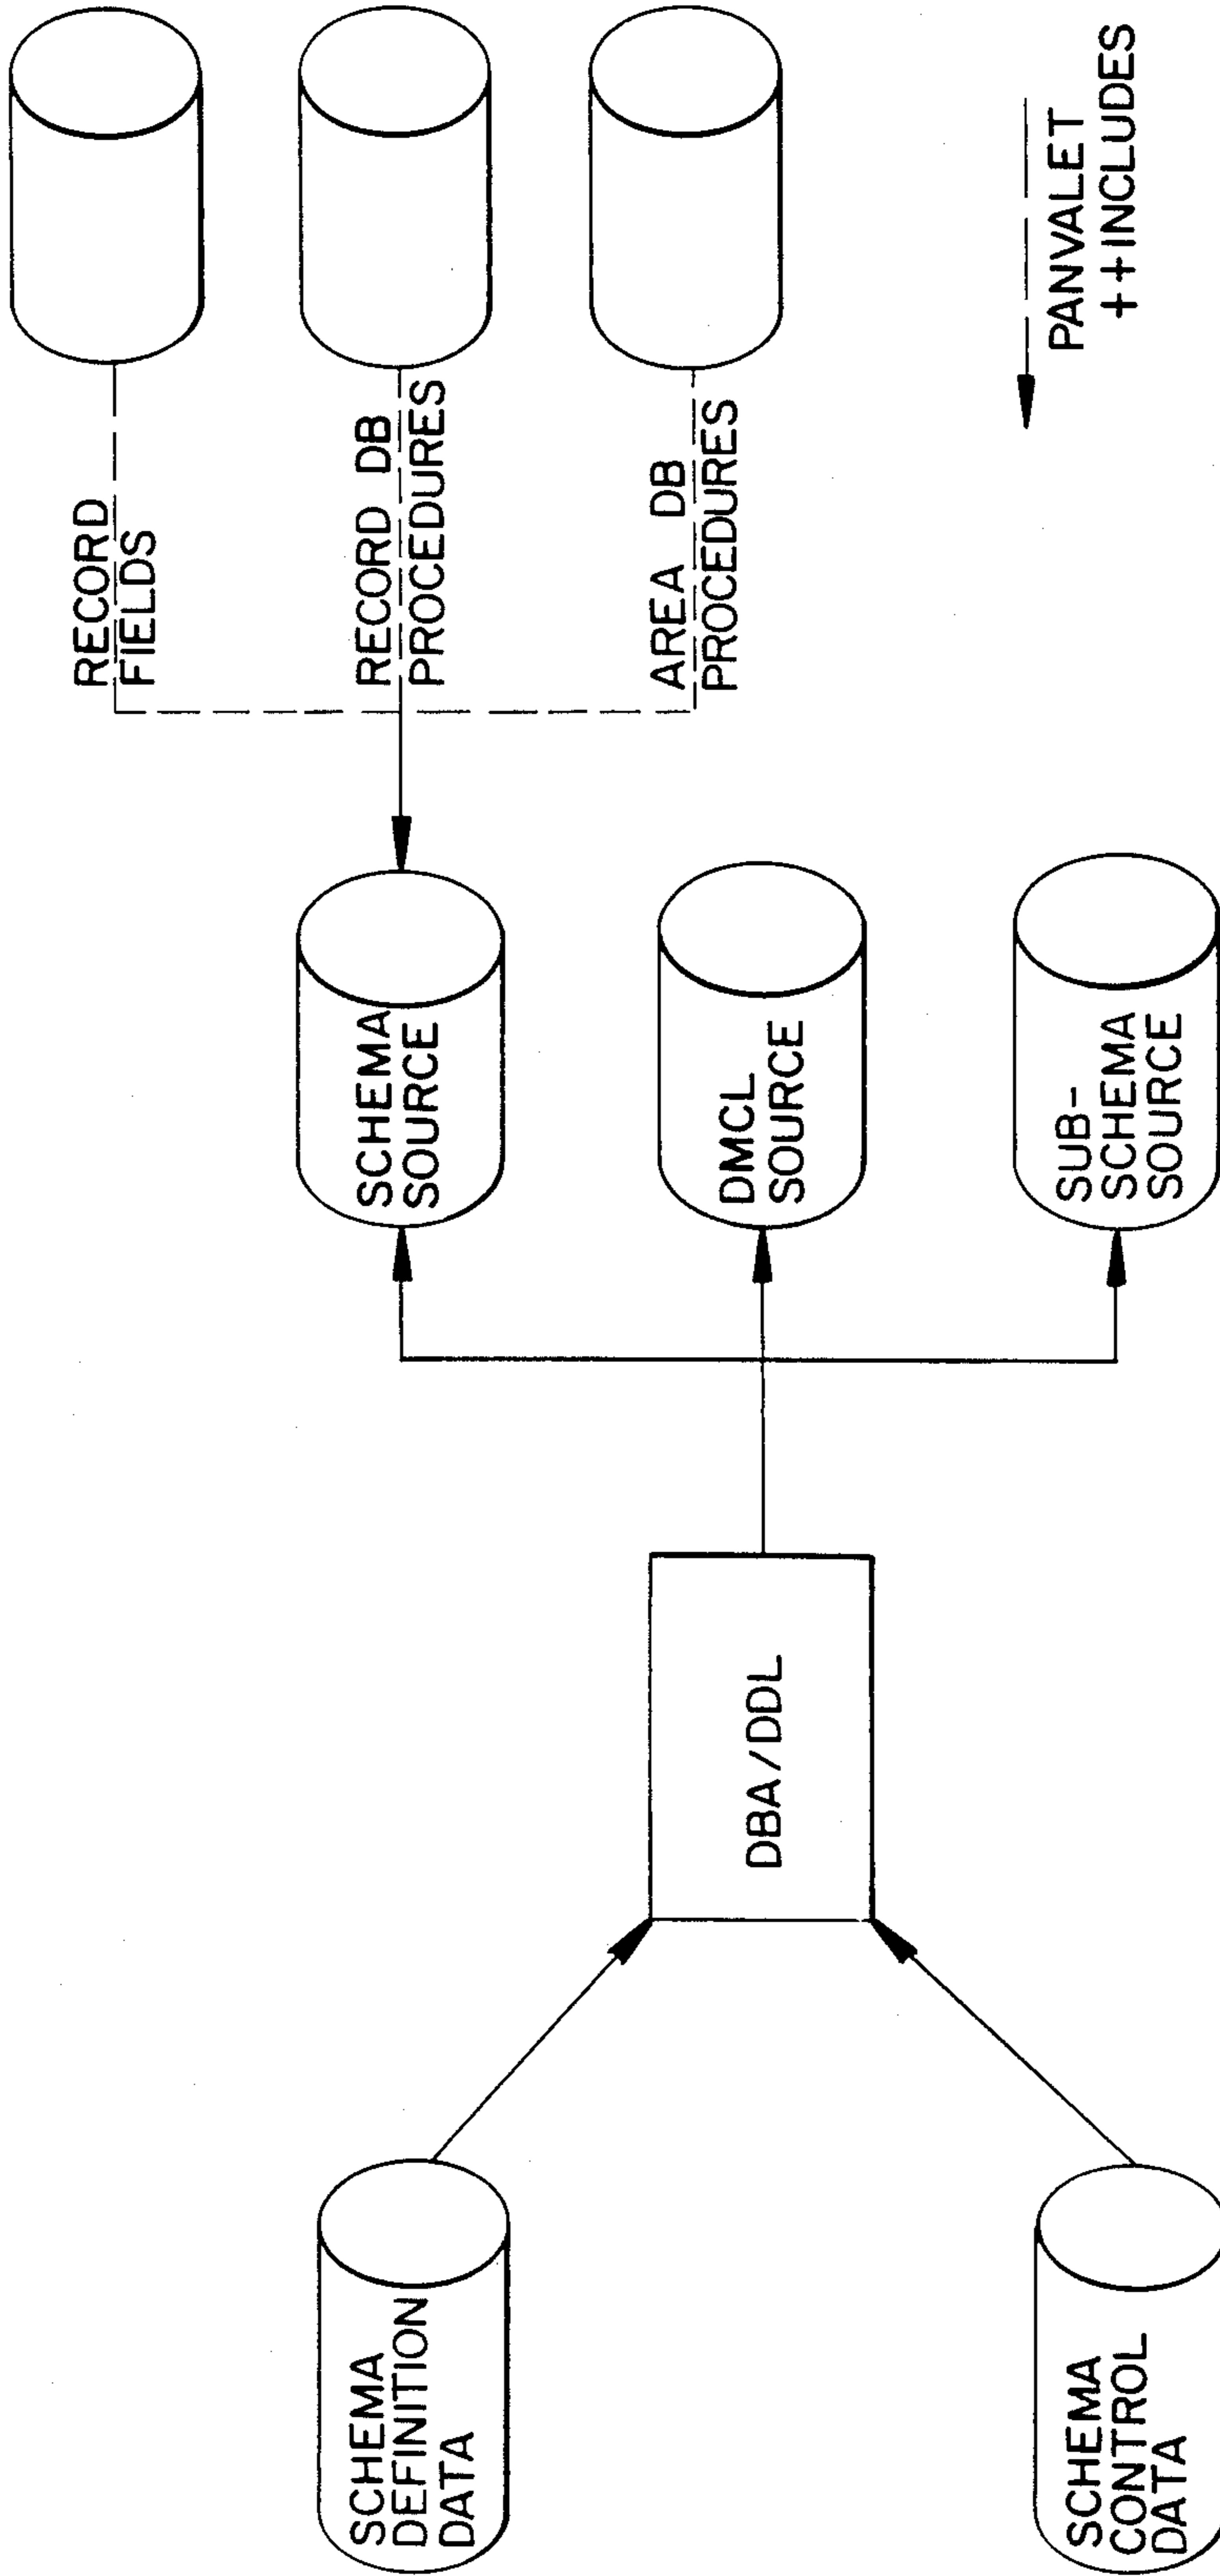 SCHEMA
DEFINITION
DATA
SCHEMA
CONTROL
DATA
DBA/DDL
SCHEMA
SOURCE
DMCL
SOURCE
SUB-
SCHEMA
SOURCE
RECORD
FIELDS
RECORD DB
PROCEDURES
AREA DB
PROCEDURES
PANVALET
++INCLUDES